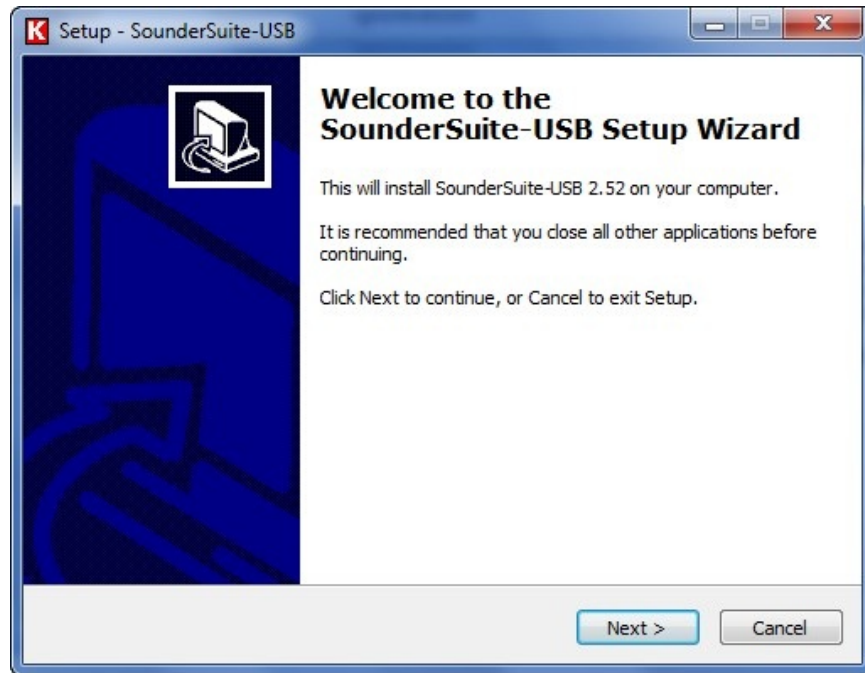 K Setup - SounderSuite-USB
Welcome to the
SounderSuite-USB Setup Wizard
This will install SounderSuite-USB 2.52 on your computer.
It is recommended that you close all other applications before
continuing.
Click Next to continue, or Cancel to exit Setup.
Next >
Cancel